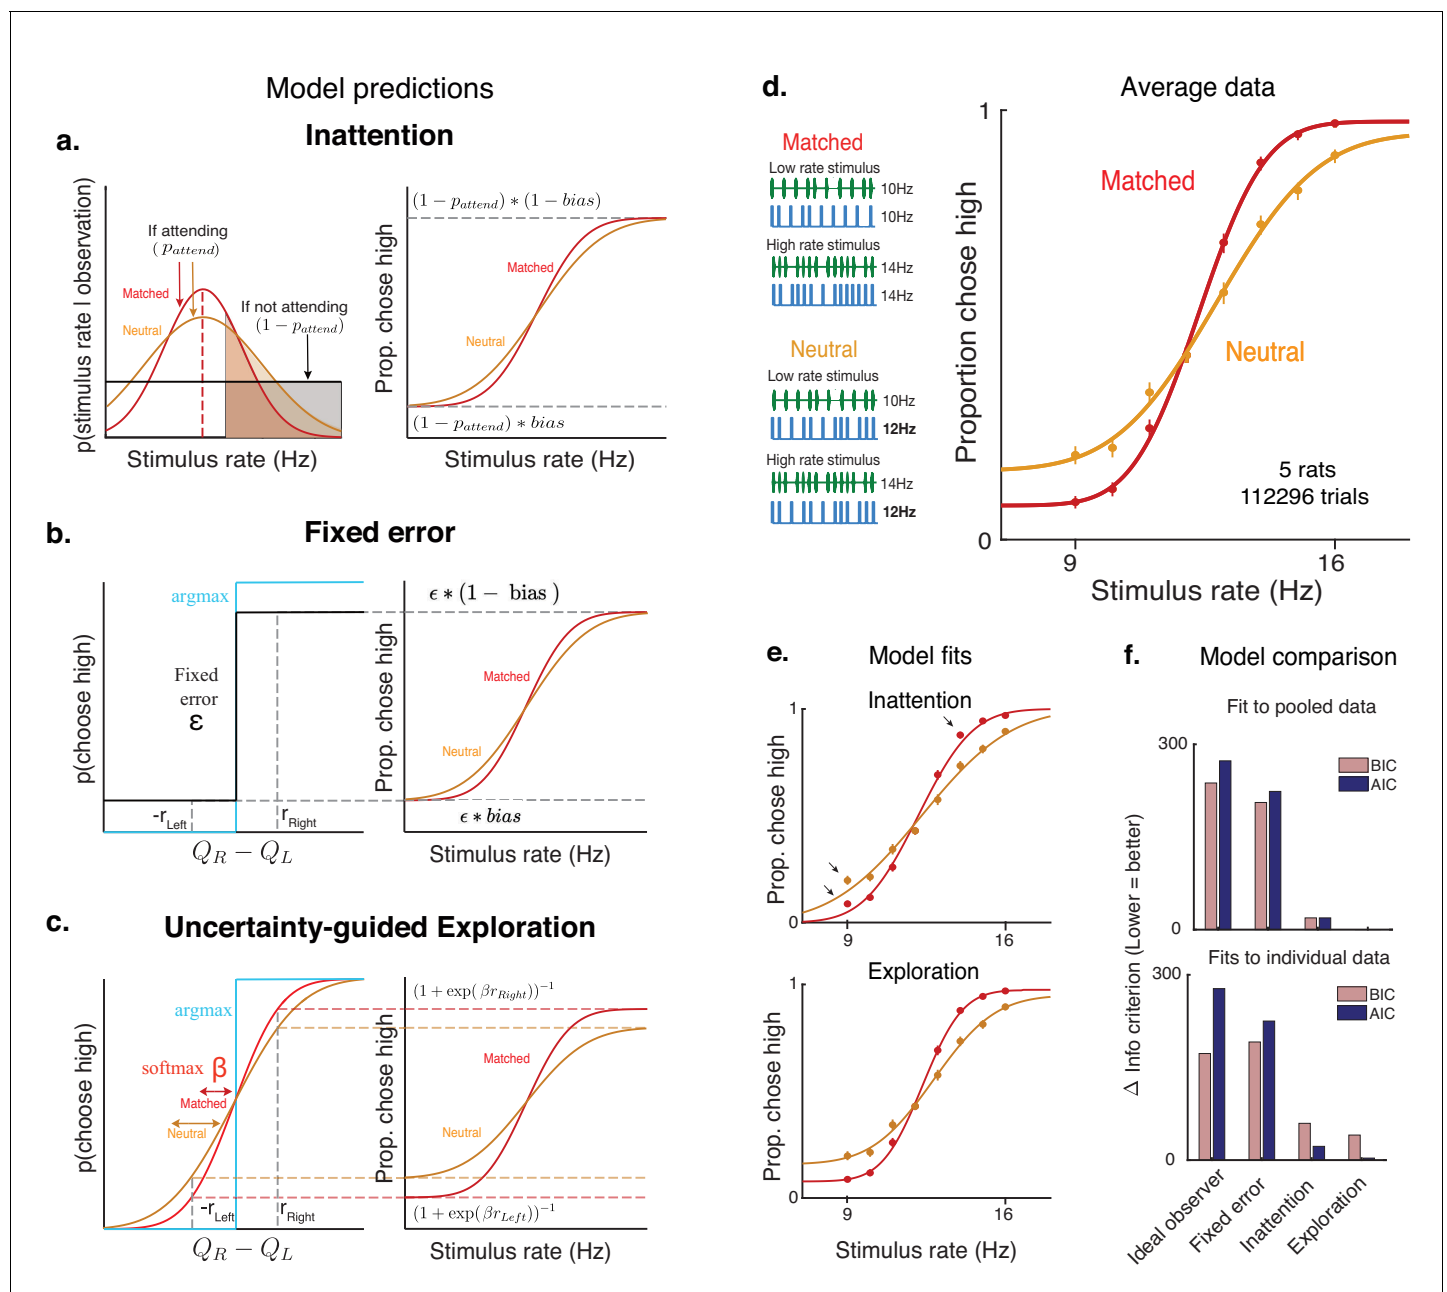 Model predictions
a.
Inattention
p(stimulus rate | observation)
If attending
( p_attend)
Matched
Neutral
If not attending
(1 − p_attend)
Stimulus rate (Hz)
Prop. chose high
(1 − p_attend) ∗ (1 − bias)
Matched
Neutral
(1 − p_attend) ∗ bias
Stimulus rate (Hz)
b.
Fixed error
p(choose high)
argmax
Fixed
error
ε
-r_Left
r_Right
Q_R − Q_L
Prop. chose high
ϵ ∗ (1 − bias )
Matched
Neutral
ϵ ∗ bias
Stimulus rate (Hz)
c.
Uncertainty-guided Exploration
p(choose high)
argmax
softmax β
Matched
Neutral
-r_Left
r_Right
Q_R − Q_L
Prop. chose high
(1 + exp(βr_Right))^−1
Matched
Neutral
(1 + exp(βr_Left))^−1
Stimulus rate (Hz)
d.
Average data
Matched
Low rate stimulus
10Hz
10Hz
High rate stimulus
14Hz
14Hz
Neutral
Low rate stimulus
10Hz
12Hz
High rate stimulus
14Hz
12Hz
Proportion chose high
1
0
Matched
Neutral
5 rats
112296 trials
9
16
Stimulus rate (Hz)
e.
Model fits
Inattention
Prop. chose high
1
0
9
16
Exploration
Prop. chose high
1
0
9
16
Stimulus rate (Hz)
f.
Model comparison
Fit to pooled data
Δ Info criterion (Lower = better)
300
0
BIC
AIC
Fits to individual data
300
0
BIC
AIC
Ideal observer
Fixed error
Inattention
Exploration